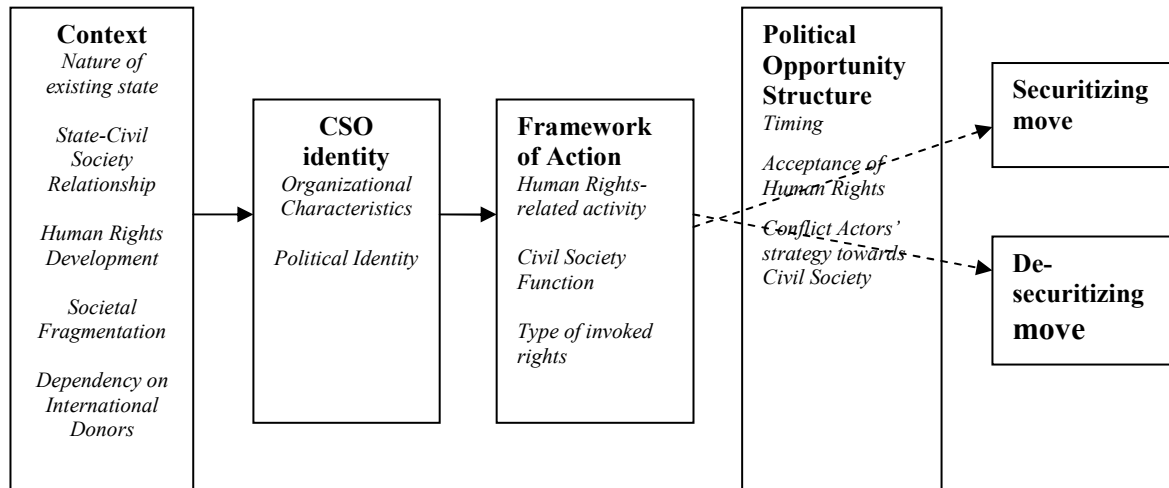 Context
Nature of
existing state
State-Civil
Society
Relationship
Human Rights
Development
Societal
Fragmentation
Dependency on
International
Donors
CSO
identity
Organizational
Characteristics
Political Identity
Framework
of Action
Human Rights-
related activity
Civil Society
Function
Type of invoked
rights
Political
Opportunity
Structure
Timing
Acceptance of
Human Rights
Conflict Actors’
strategy towards
Civil Society
Securitizing
move
De-
securitizing
move